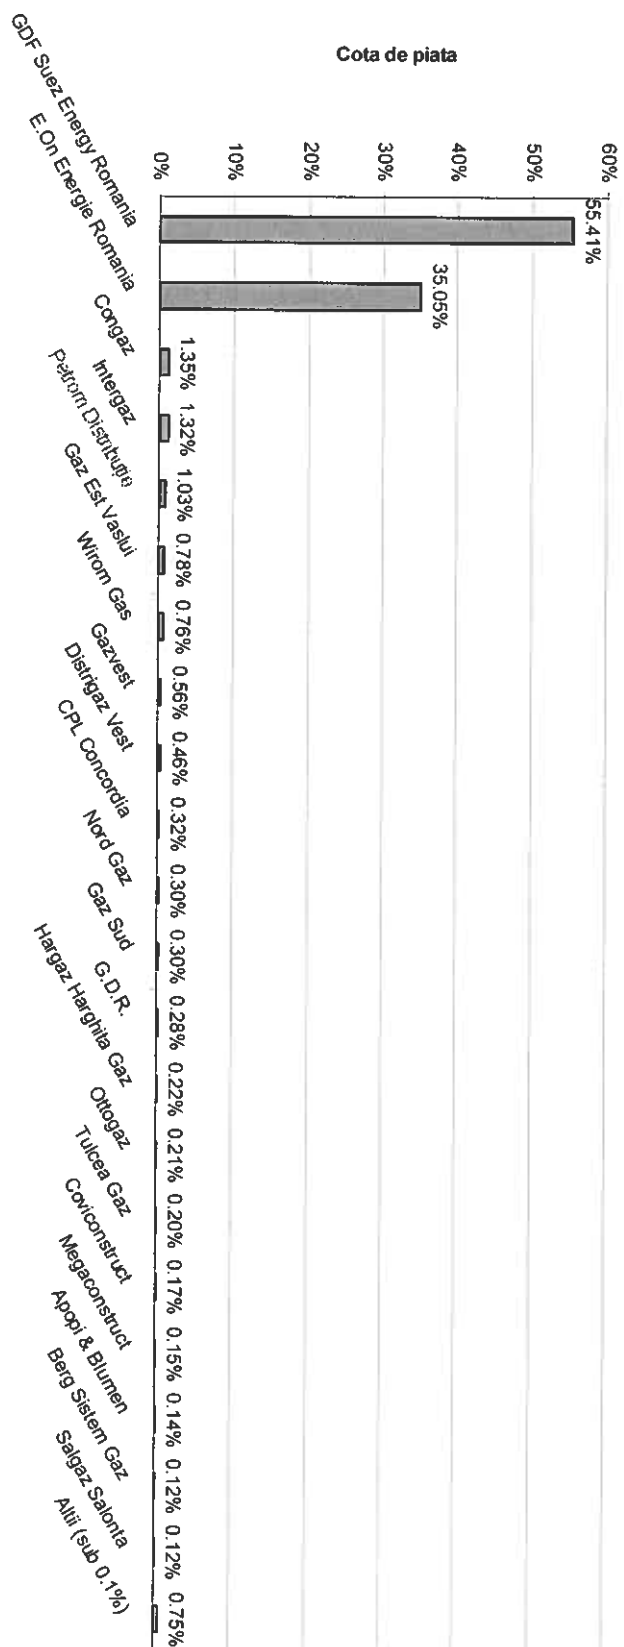 Cota de piata
60%
50%
40%
30%
20%
10%
0%
55.41%
35.05%
1.35%
1.32%
1.03%
0.78%
0.76%
0.56%
0.46%
0.32%
0.30%
0.30%
0.28%
0.22%
0.21%
0.20%
0.17%
0.15%
0.14%
0.12%
0.12%
0.75%
GDF Suez Energy Romania
E.On Energie Romania
Congaz
Intergaz
Petrom Distribuție
Gaz Est Vaslui
Wirom Gas
Gazvest
Distrigaz Vest
CPL Concordia
Nord Gaz
Gaz Sud
G.D.R.
Hargaz Harghita Gaz
Ottogaz
Tulcea Gaz
Coviconstruct
Megaconstruct
Apopi & Blumen
Berg Sistem Gaz
Salgaz Salonta
Altii (sub 0.1%)